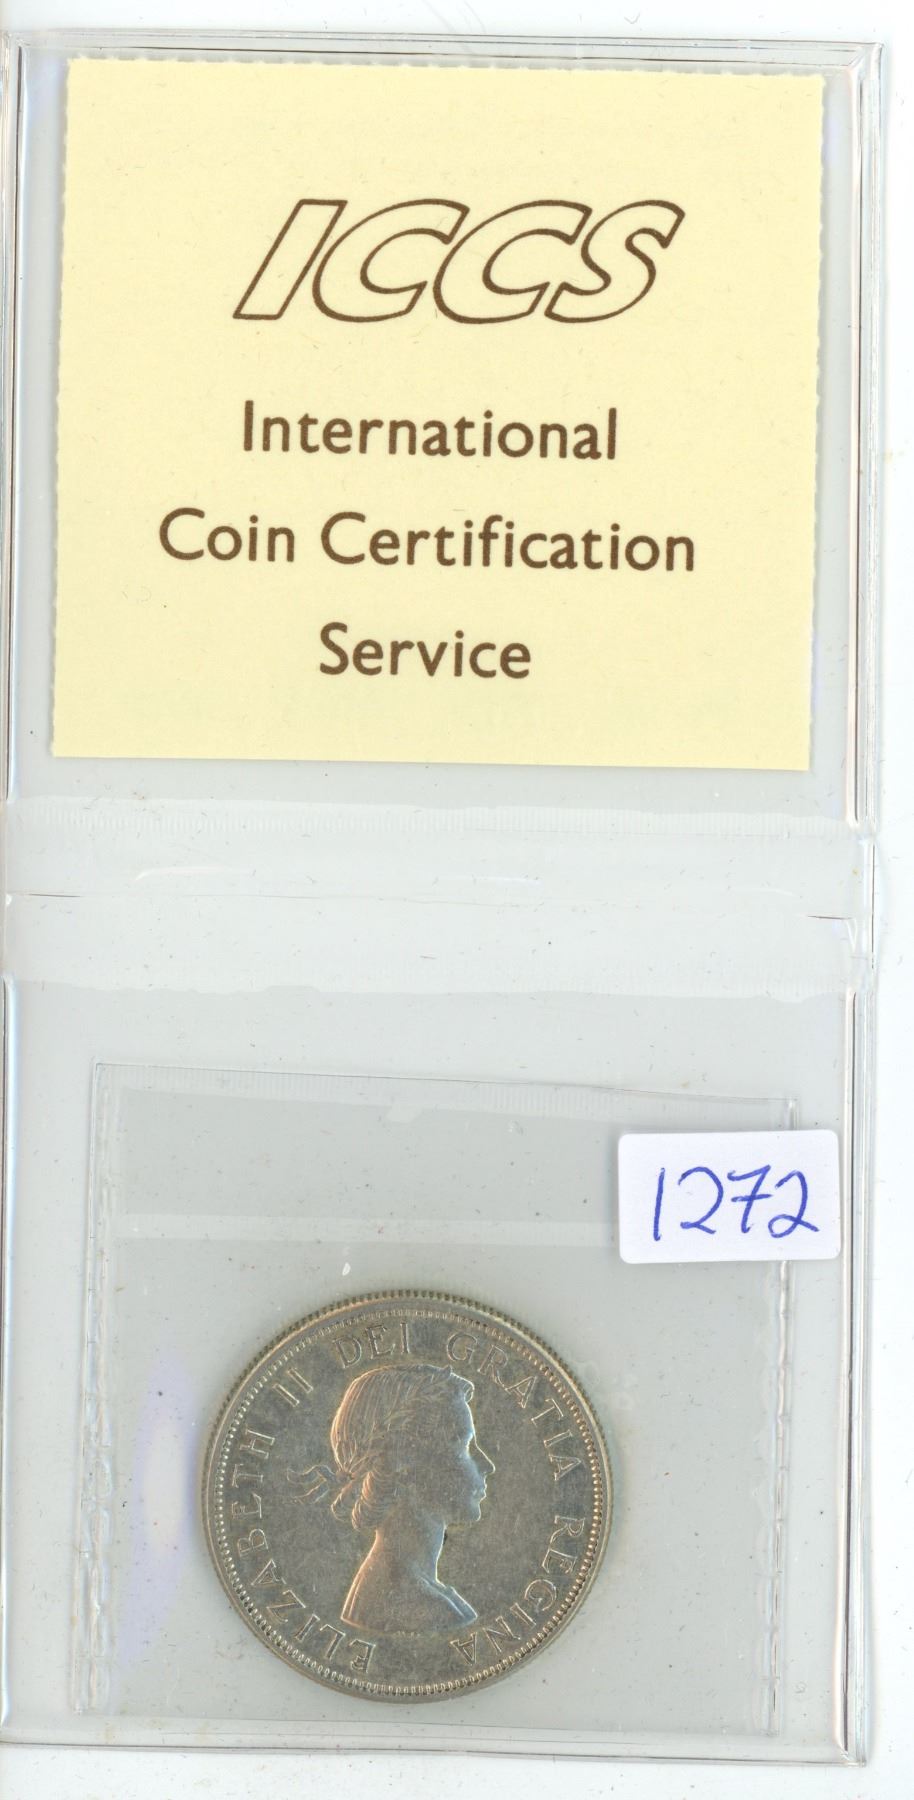 ICCS
International
Coin Certification
Service
1272
ELIZABETH II DEI GRATIA REGINA